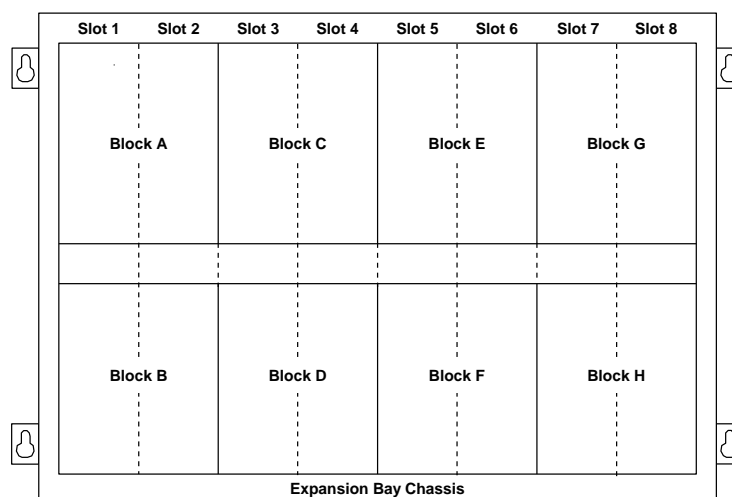 Slot 1 Slot 2 Slot 3 Slot 4 Slot 5 Slot 6 Slot 7 Slot 8
Block A Block C Block E Block G
Block B Block D Block F Block H
Expansion Bay Chassis